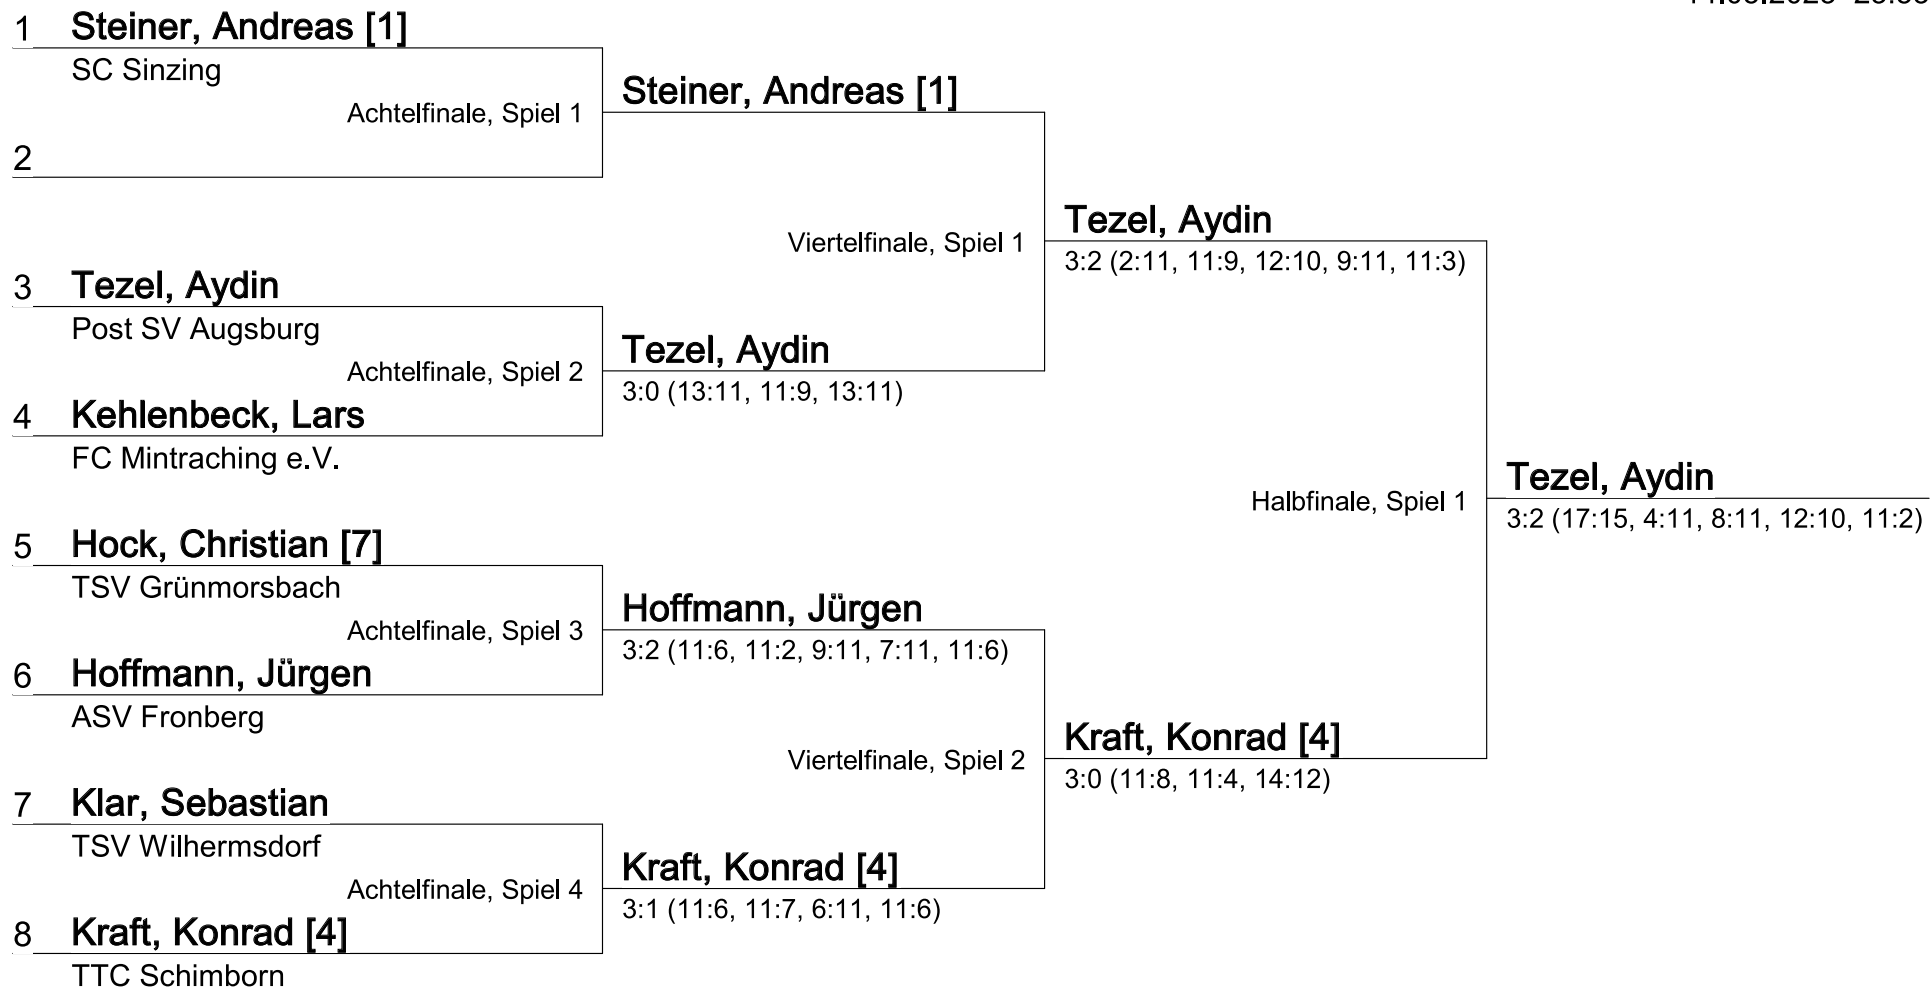 1 Steiner, Andreas [1]
SC Sinzing
Achtelfinale, Spiel 1
Steiner, Andreas [1]
2
Viertelfinale, Spiel 1
Tezel, Aydin
3:2 (2:11, 11:9, 12:10, 9:11, 11:3)
3 Tezel, Aydin
Post SV Augsburg
Achtelfinale, Spiel 2
Tezel, Aydin
3:0 (13:11, 11:9, 13:11)
4 Kehlenbeck, Lars
FC Mintraching e.V.
Halbfinale, Spiel 1
Tezel, Aydin
3:2 (17:15, 4:11, 8:11, 12:10, 11:2)
5 Hock, Christian [7]
TSV Grünmorsbach
Achtelfinale, Spiel 3
Hoffmann, Jürgen
3:2 (11:6, 11:2, 9:11, 7:11, 11:6)
6 Hoffmann, Jürgen
ASV Fronberg
Viertelfinale, Spiel 2
Kraft, Konrad [4]
3:0 (11:8, 11:4, 14:12)
7 Klar, Sebastian
TSV Wilhermsdorf
Achtelfinale, Spiel 4
Kraft, Konrad [4]
3:1 (11:6, 11:7, 6:11, 11:6)
8 Kraft, Konrad [4]
TTC Schimborn